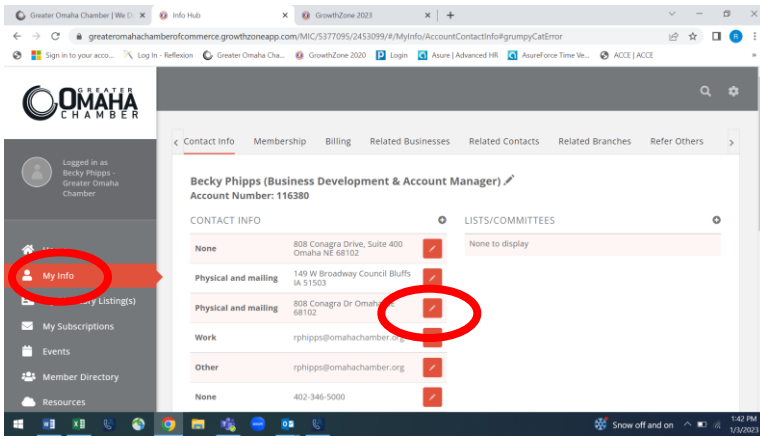 Greater Omaha Chamber | We D
Info Hub
GrowthZone 2023
greateromahachamberofcommerce.growthzoneapp.com/MIC/5377095/2453099/#/MyInfo/AccountContactInfo#grumpyCatError
Sign in to your acco...
Log In - Reflexion
Greater Omaha Cha...
GrowthZone 2020
Login
Asure | Advanced HR
AsureForce Time Ve...
ACCE | ACCE
GREATER
OMAHA
CHAMBER
Contact Info Membership Billing Related Businesses Related Contacts Related Branches Refer Others
Logged in as
Becky Phipps -
Greater Omaha
Chamber
Becky Phipps (Business Development & Account Manager)
Account Number: 116380
CONTACT INFO
LISTS/COMMITTEES
None
808 Conagra Drive, Suite 400
Omaha NE 68102
None to display
Physical and mailing
149 W Broadway Council Bluffs
IA 51503
Physical and mailing
808 Conagra Dr Omaha
68102
Work
rphipps@omahachamber.org
Other
rphipps@omahachamber.org
None
402-346-5000
My Info
Listing(s)
My Subscriptions
Events
Member Directory
Resources
Snow off and on
1:42 PM
1/3/2023